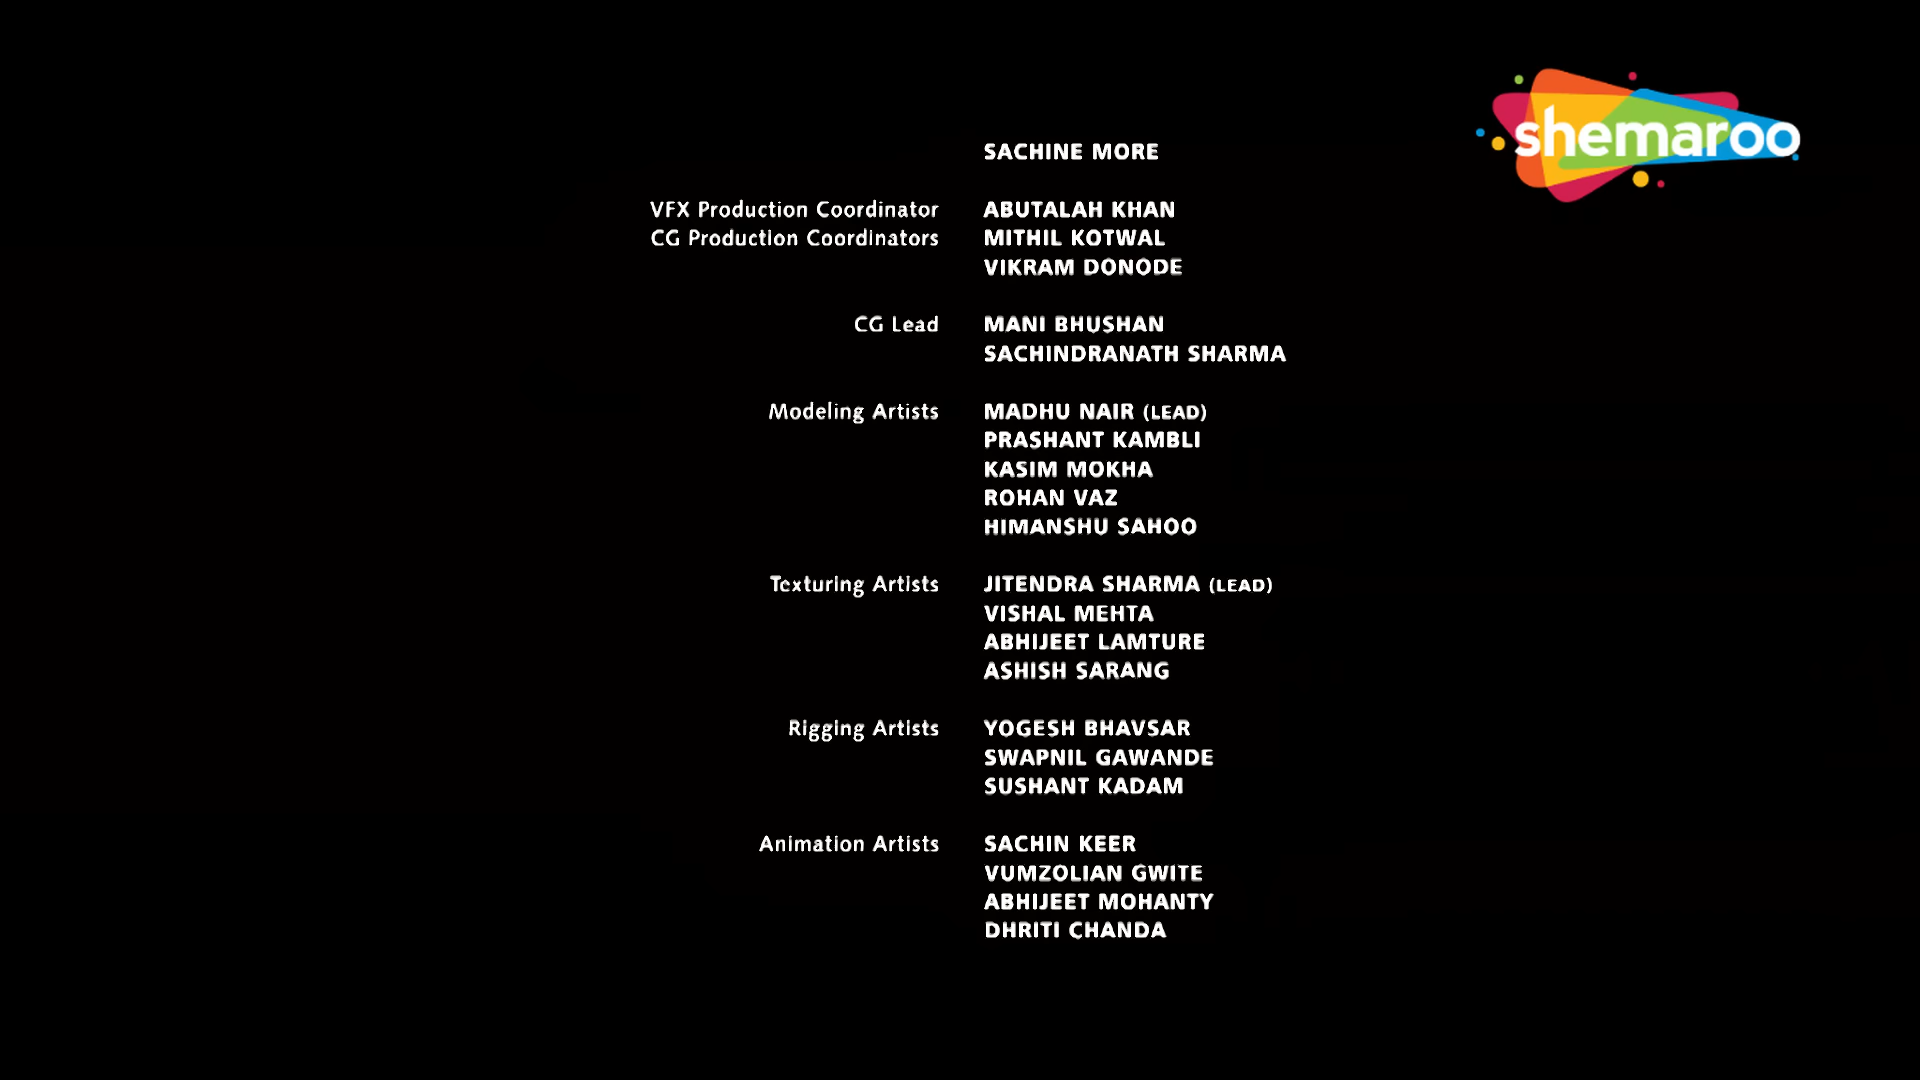 shemaroo
SACHINE MORE
VFX Production Coordinator ABUTALAH KHAN
CG Production Coordinators MITHIL KOTWAL
VIKRAM DONODE
CG Lead MANI BHUSHAN
SACHINDRANATH SHARMA
Modeling Artists MADHU NAIR (LEAD)
PRASHANT KAMBLI
KASIM MOKHA
ROHAN VAZ
HIMANSHU SAHOO
Texturing Artists JITENDRA SHARMA (LEAD)
VISHAL MEHTA
ABHIJEET LAMTURE
ASHISH SARANG
Rigging Artists YOGESH BHAVSAR
SWAPNIL GAWANDE
SUSHANT KADAM
Animation Artists SACHIN KEER
VUMZOLIAN GWITE
ABHIJEET MOHANTY
DHRITI CHANDA